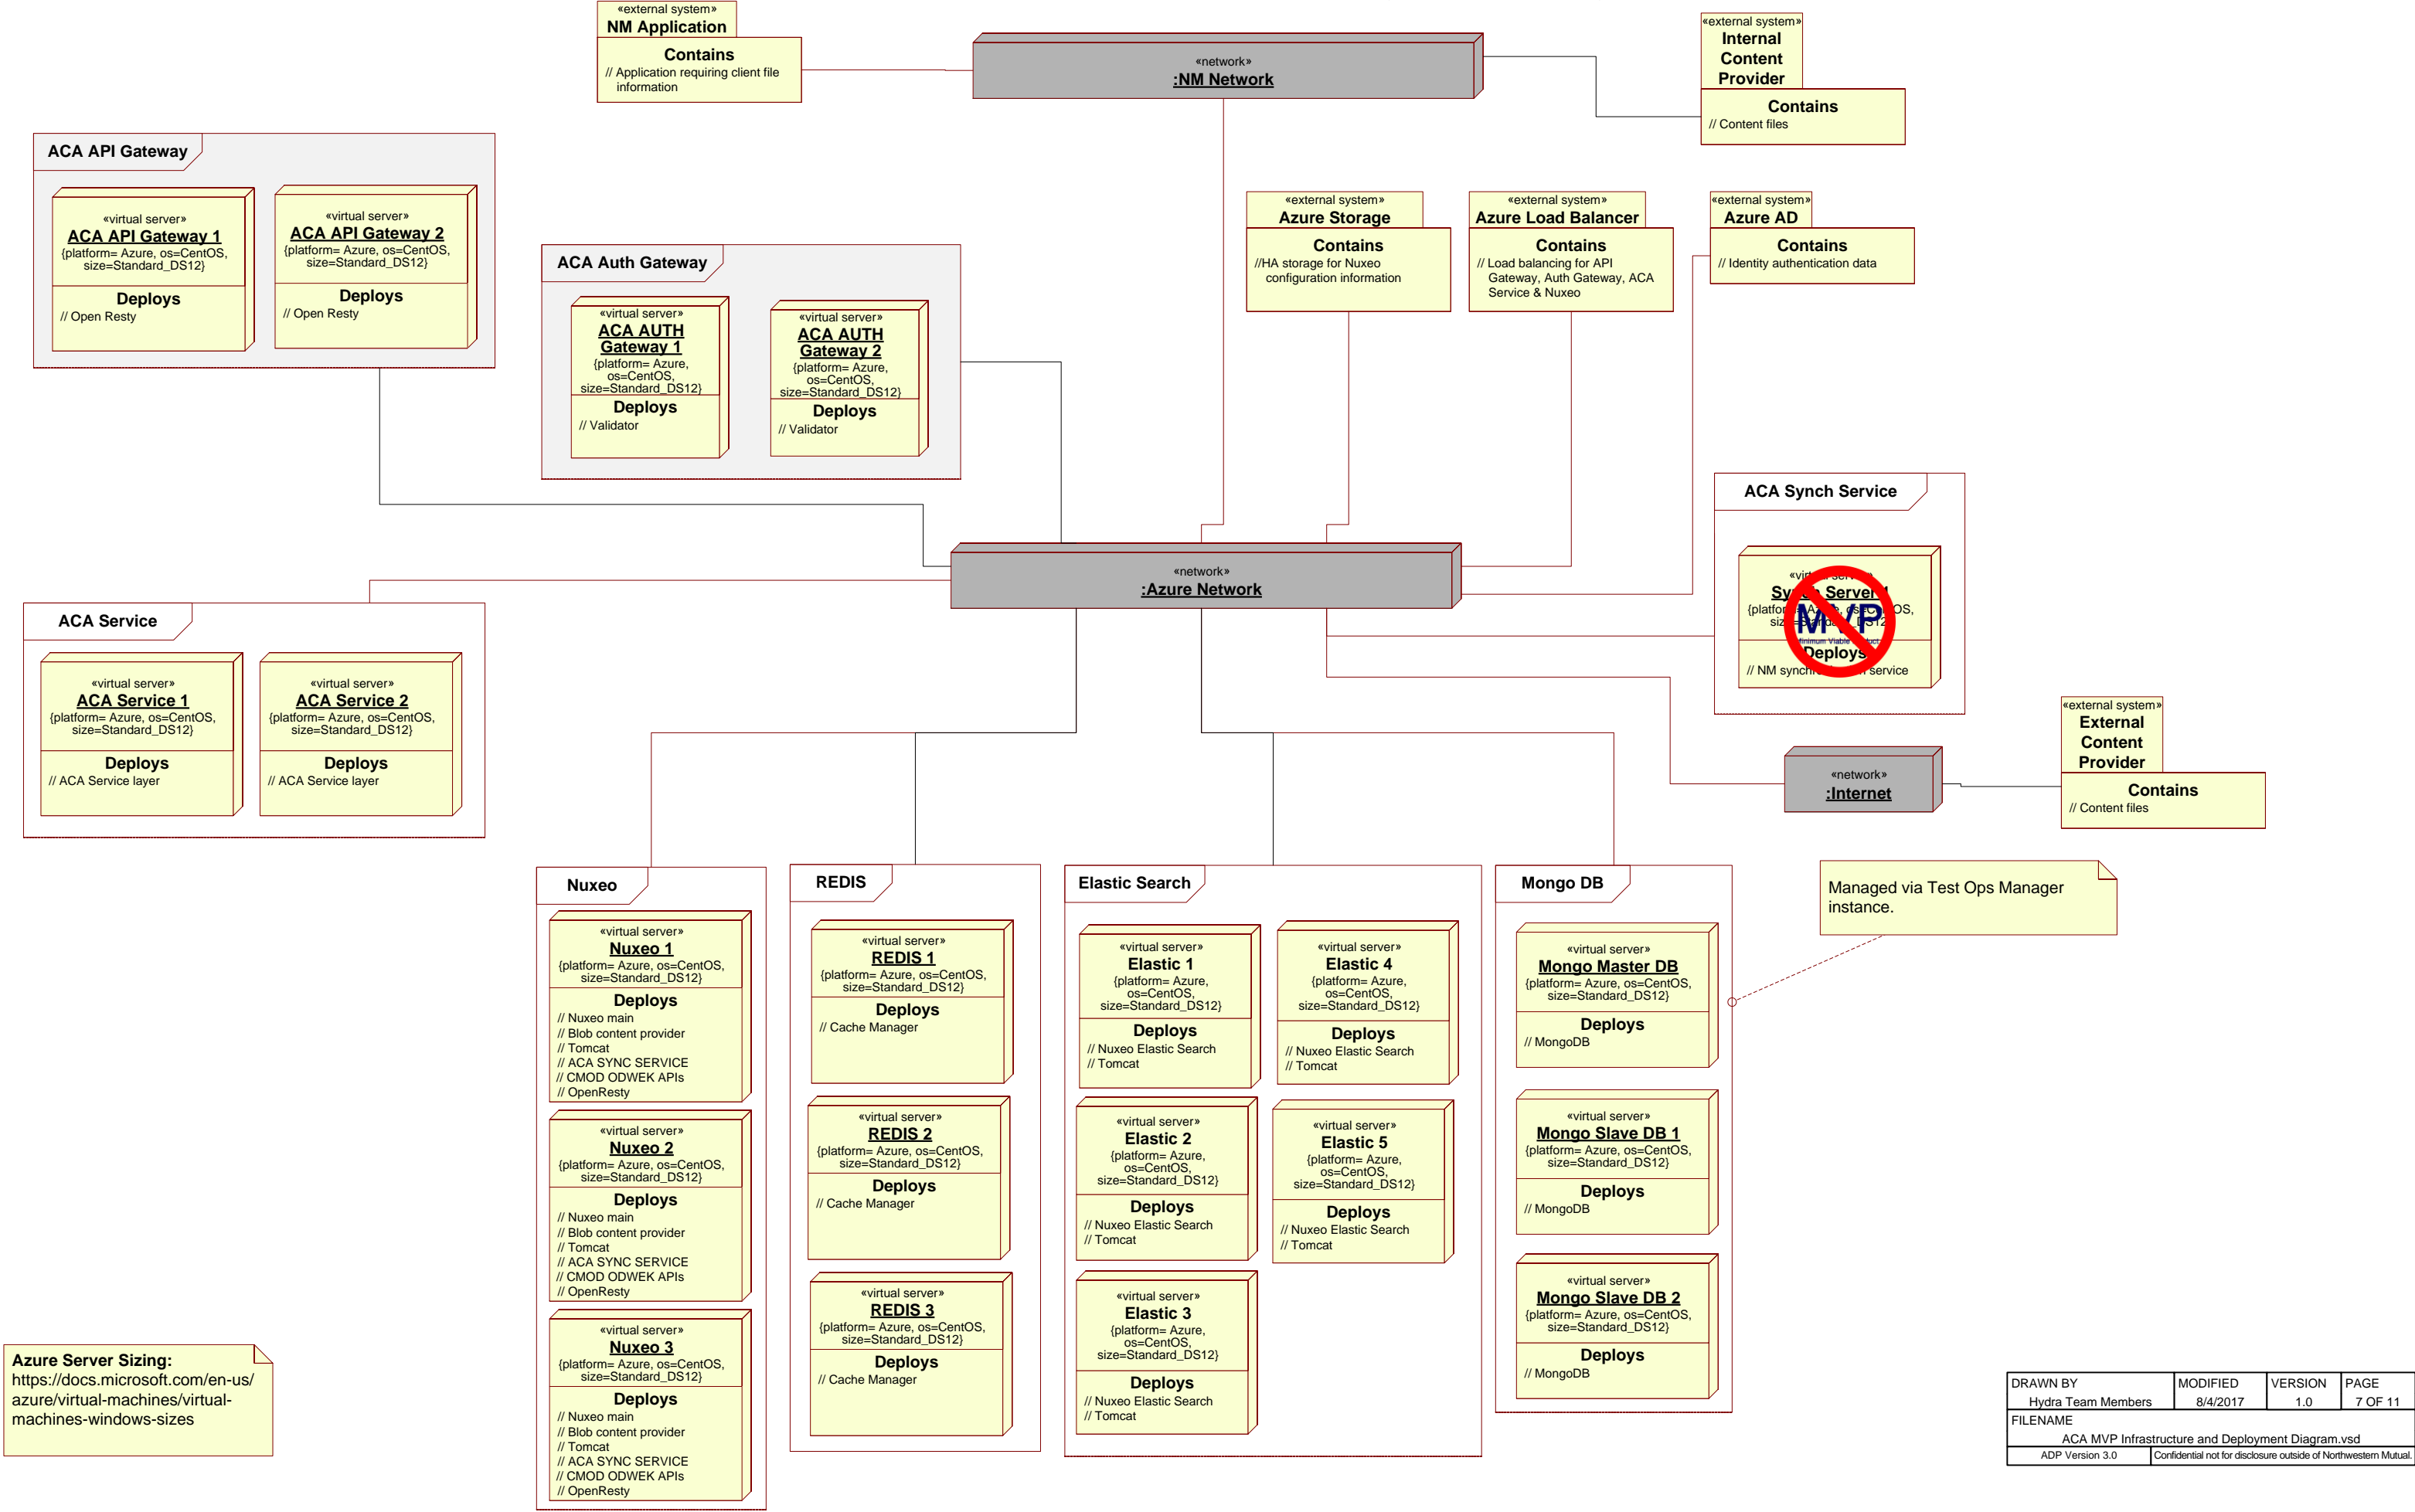 «external system»
NM Application
Contains
// Application requiring client file
information
«network»
:NM Network
«external system»
Internal
Content
Provider
Contains
// Content files
ACA API Gateway
«virtual server»
ACA API Gateway 1
{platform= Azure, os=CentOS,
size=Standard_DS12}
Deploys
// Open Resty
«virtual server»
ACA API Gateway 2
{platform= Azure, os=CentOS,
size=Standard_DS12}
Deploys
// Open Resty
ACA Auth Gateway
«virtual server»
ACA AUTH
Gateway 1
{platform= Azure,
os=CentOS,
size=Standard_DS12}
Deploys
// Validator
«virtual server»
ACA AUTH
Gateway 2
{platform= Azure,
os=CentOS,
size=Standard_DS12}
Deploys
// Validator
«external system»
Azure Storage
Contains
//HA storage for Nuxeo
configuration information
«external system»
Azure Load Balancer
Contains
// Load balancing for API
Gateway, Auth Gateway, ACA
Service & Nuxeo
«external system»
Azure AD
Contains
// Identity authentication data
«network»
:Azure Network
ACA Synch Service
Server 1
MVP
Deploys
// NM service
ACA Service
«virtual server»
ACA Service 1
{platform= Azure, os=CentOS,
size=Standard_DS12}
Deploys
// ACA Service layer
«virtual server»
ACA Service 2
{platform= Azure, os=CentOS,
size=Standard_DS12}
Deploys
// ACA Service layer
«network»
:Internet
«external system»
External
Content
Provider
Contains
// Content files
Nuxeo
«virtual server»
Nuxeo 1
{platform= Azure, os=CentOS,
size=Standard_DS12}
Deploys
// Nuxeo main
// Blob content provider
// Tomcat
// ACA SYNC SERVICE
// CMOD ODWEK APIs
// OpenResty
«virtual server»
Nuxeo 2
{platform= Azure, os=CentOS,
size=Standard_DS12}
Deploys
// Nuxeo main
// Blob content provider
// Tomcat
// ACA SYNC SERVICE
// CMOD ODWEK APIs
// OpenResty
«virtual server»
Nuxeo 3
{platform= Azure, os=CentOS,
size=Standard_DS12}
Deploys
// Nuxeo main
// Blob content provider
// Tomcat
// ACA SYNC SERVICE
// CMOD ODWEK APIs
// OpenResty
REDIS
«virtual server»
REDIS 1
{platform= Azure, os=CentOS,
size=Standard_DS12}
Deploys
// Cache Manager
«virtual server»
REDIS 2
{platform= Azure, os=CentOS,
size=Standard_DS12}
Deploys
// Cache Manager
«virtual server»
REDIS 3
{platform= Azure, os=CentOS,
size=Standard_DS12}
Deploys
// Cache Manager
Elastic Search
«virtual server»
Elastic 1
{platform= Azure,
os=CentOS,
size=Standard_DS12}
Deploys
// Nuxeo Elastic Search
// Tomcat
«virtual server»
Elastic 4
{platform= Azure,
os=CentOS,
size=Standard_DS12}
Deploys
// Nuxeo Elastic Search
// Tomcat
«virtual server»
Elastic 2
{platform= Azure,
os=CentOS,
size=Standard_DS12}
Deploys
// Nuxeo Elastic Search
// Tomcat
«virtual server»
Elastic 5
{platform= Azure,
os=CentOS,
size=Standard_DS12}
Deploys
// Nuxeo Elastic Search
// Tomcat
«virtual server»
Elastic 3
{platform= Azure,
os=CentOS,
size=Standard_DS12}
Deploys
// Nuxeo Elastic Search
// Tomcat
Mongo DB
«virtual server»
Mongo Master DB
{platform= Azure, os=CentOS,
size=Standard_DS12}
Deploys
// MongoDB
«virtual server»
Mongo Slave DB 1
{platform= Azure, os=CentOS,
size=Standard_DS12}
Deploys
// MongoDB
«virtual server»
Mongo Slave DB 2
{platform= Azure, os=CentOS,
size=Standard_DS12}
Deploys
// MongoDB
Managed via Test Ops Manager
instance.
Azure Server Sizing:
https://docs.microsoft.com/en-us/
azure/virtual-machines/virtual-
machines-windows-sizes
DRAWN BY MODIFIED VERSION PAGE
Hydra Team Members 8/4/2017 1.0 7 OF 11
FILENAME
ACA MVP Infrastructure and Deployment Diagram.vsd
ADP Version 3.0 Confidential not for disclosure outside of Northwestern Mutual.